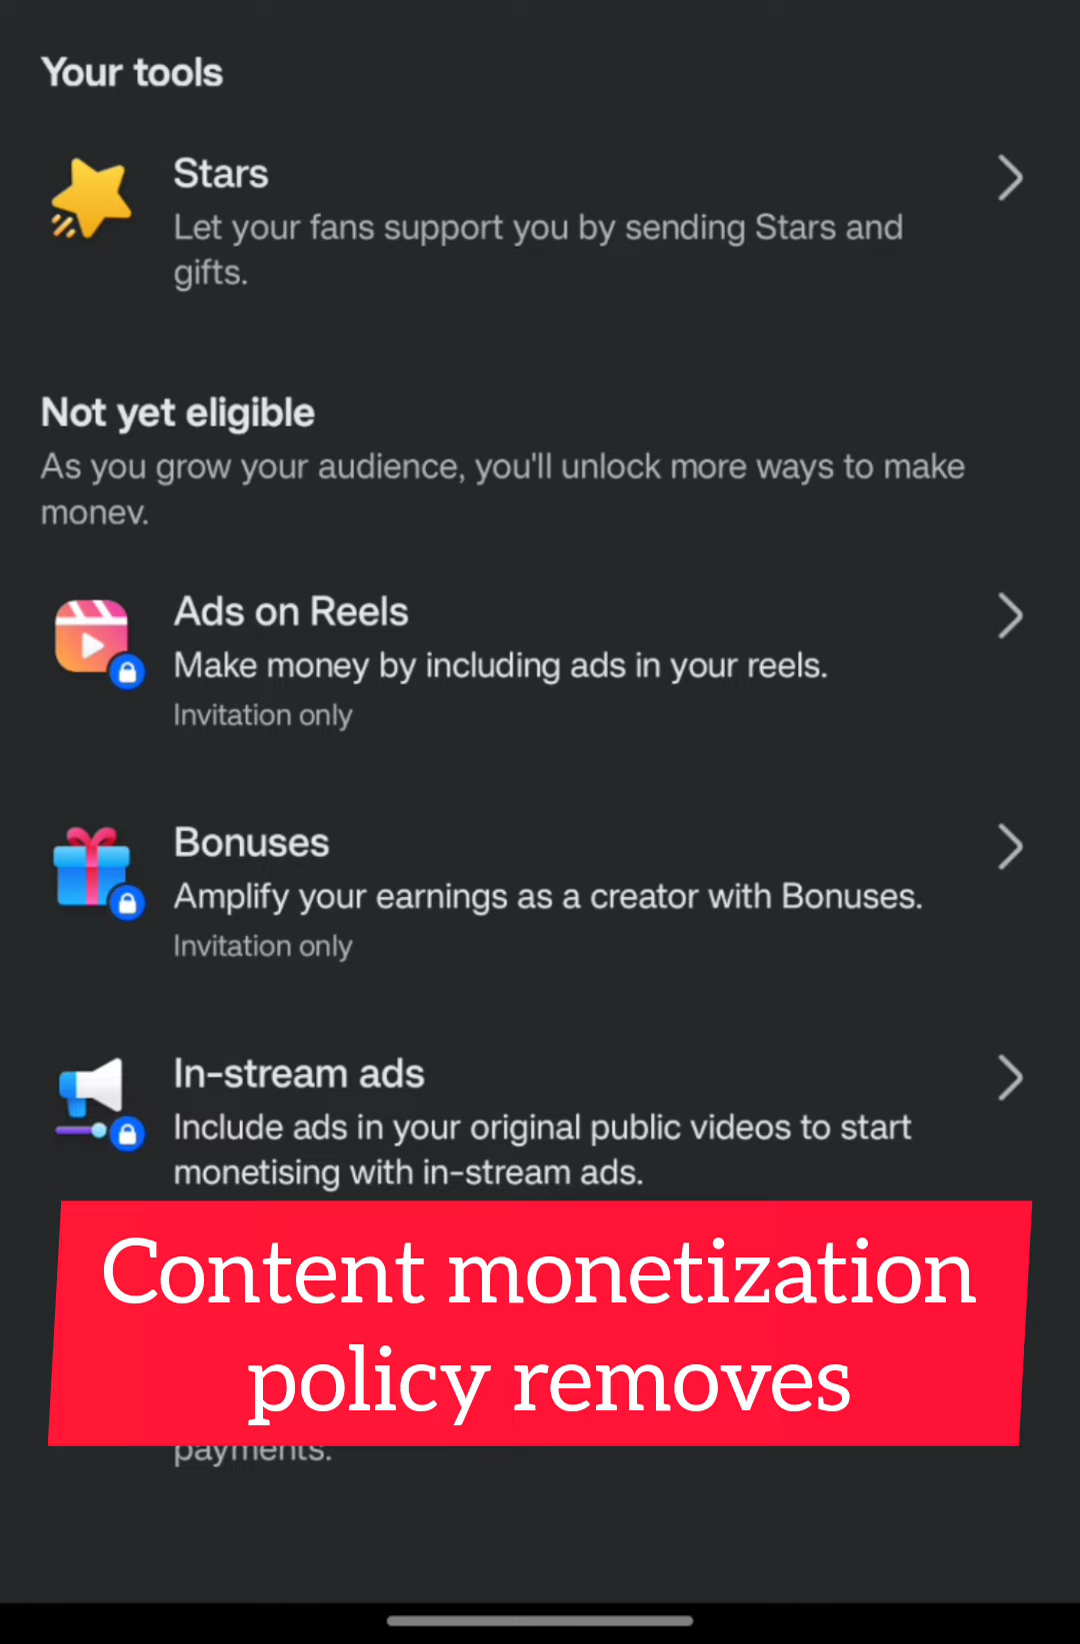 Your tools
Stars
Let your fans support you by sending Stars and
gifts.
Not yet eligible
As you grow your audience, you'll unlock more ways to make
money.
Ads on Reels
Make money by including ads in your reels.
Invitation only
Bonuses
Amplify your earnings as a creator with Bonuses.
Invitation only
In-stream ads
Include ads in your original public videos to start
monetising with in-stream ads.
Content monetization
policy removes
payments.